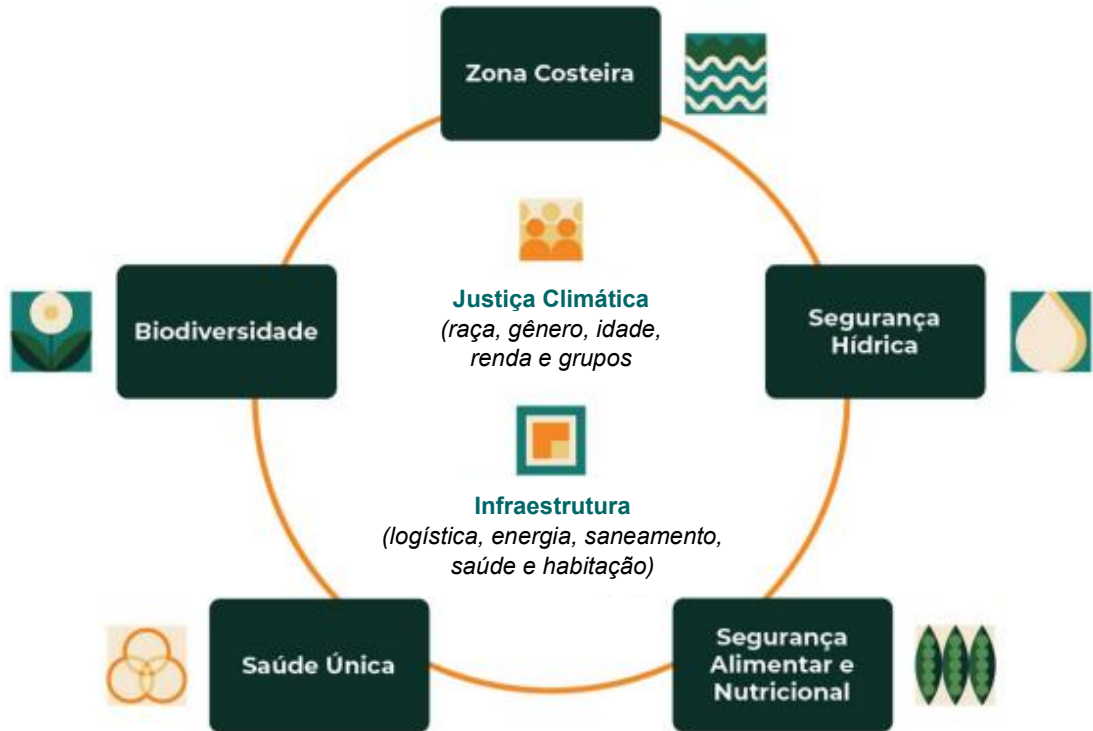 Zona Costeira
Justiça Climática
(raça, gênero, idade,
renda e grupos
Biodiversidade
Segurança
Hídrica
Infraestrutura
(logística, energia, saneamento,
saúde e habitação)
Saúde Única
Segurança
Alimentar e
Nutricional